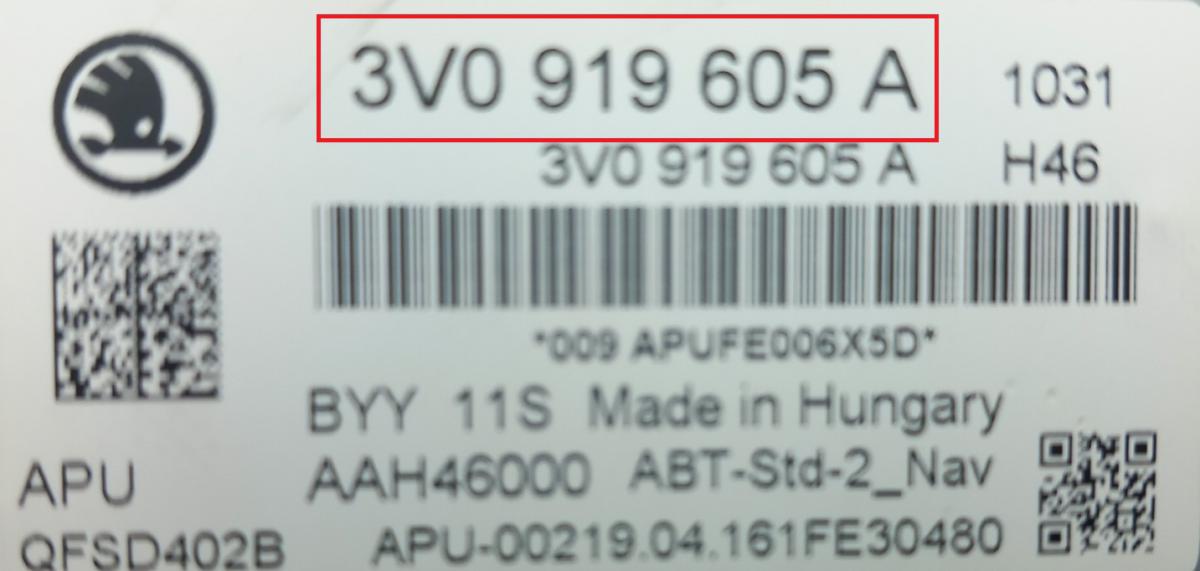 3V0 919 605 A 1031
3V0 919 605 A H46
*009 APUFE006X5D*
BYY 11S Made in Hungary
APU AAH46000 ABT-Std-2_Nav
QFSD402B APU-00219.04.161FE30480